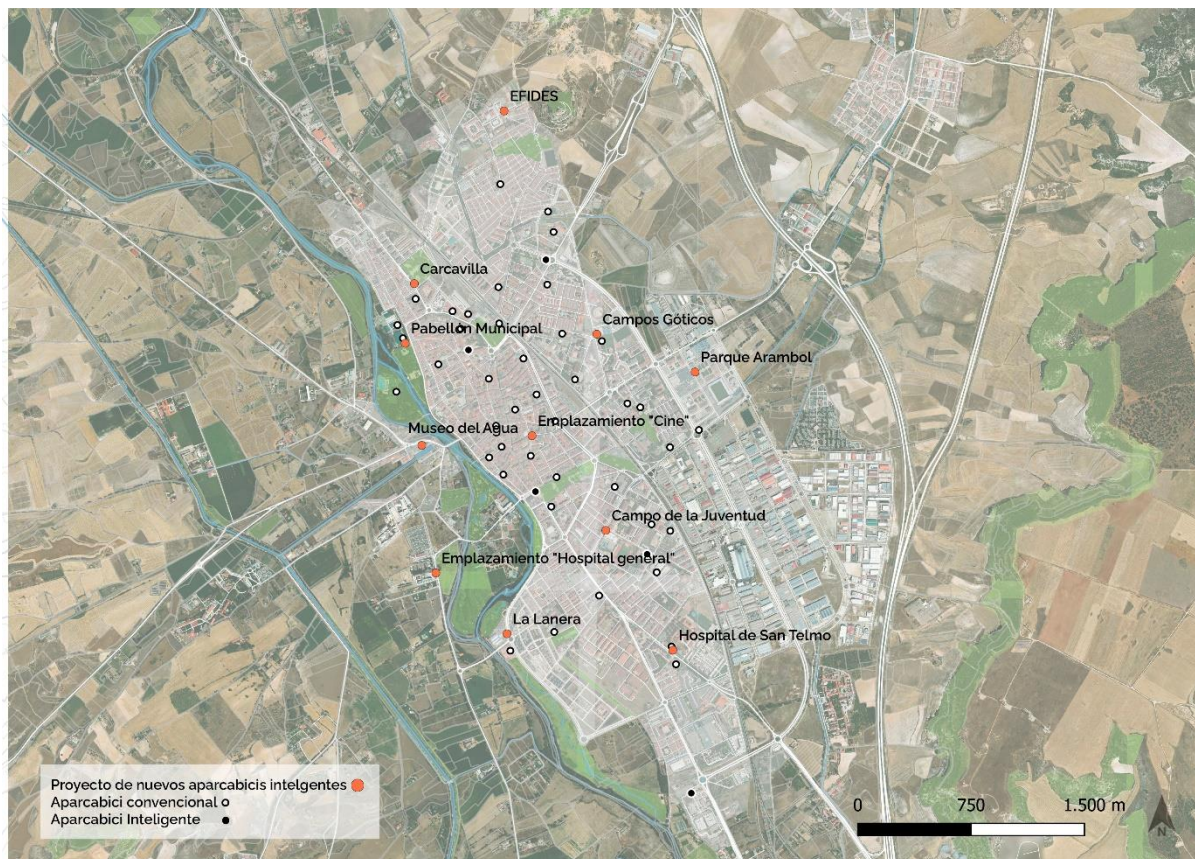 EFIDES
Carcavilla
Pabellón Municipal
Campos Góticos
Parque Arambol
Museo del Agua
Emplazamiento "Cine"
Campo de la Juventud
Emplazamiento "Hospital general"
La Lanera
Hospital de San Telmo
Proyecto de nuevos aparcabicis intelgentes
Aparcabici convencional
Aparcabici Inteligente
0 750 1.500 m
N